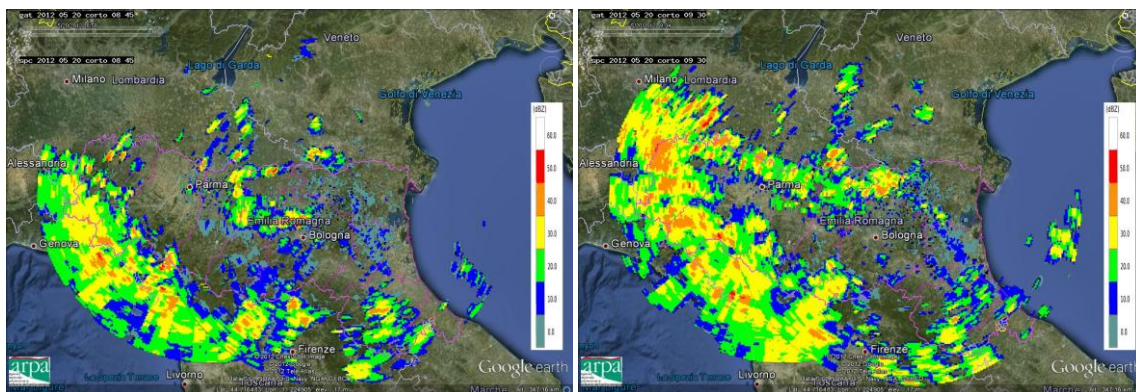 gat 2012 05 20 corto 08 45
spc 2012 05 20 corto 08 45
Veneto
Lago di Garda
Milano
Lombardia
Golfo di Venezia
Alessandria
Parma
Emilia Romagna
Bologna
Genova
Firenze
Livorno
Marche
arpa
Google earth
[dBZ]
60.0
50.0
40.0
30.0
20.0
10.0
0.0
gat 2012 05 20 corto 09 30
spc 2012 05 20 corto 09 30
Veneto
Lago di Garda
Milano
Lombardia
Golfo di Venezia
Alessandria
Parma
Emilia Romagna
Bologna
Genova
Firenze
Livorno
Marche
arpa
Google earth
[dBZ]
60.0
50.0
40.0
30.0
20.0
10.0
0.0